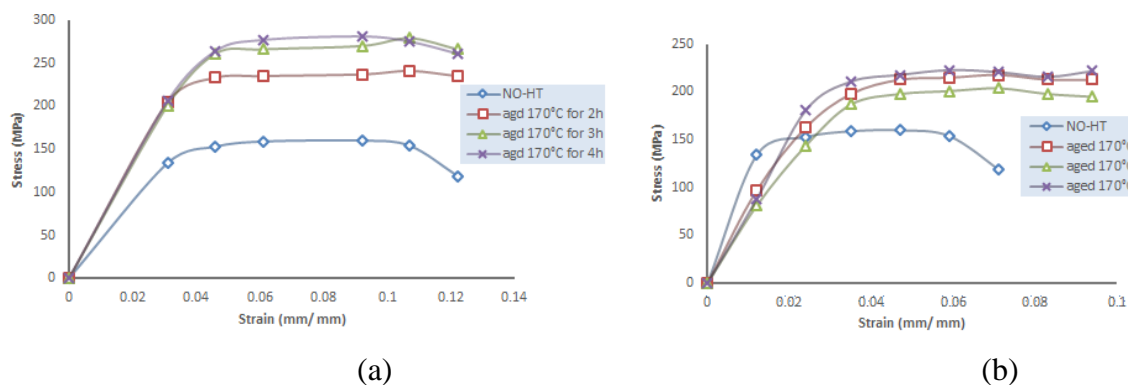 300
250
200
150
100
50
0
Stress (MPa)
0
0.02
0.04
0.06
0.08
0.1
0.12
0.14
Strain (mm/ mm)
NO-HT
agd 170°C for 2h
agd 170°C for 3h
agd 170°C for 4h
(a)
250
200
150
100
50
0
Stress (MPa)
0
0.02
0.04
0.06
0.08
0.1
Strain (mm/ mm)
NO-HT
aged 170°C
aged 170°C
aged 170°C
(b)